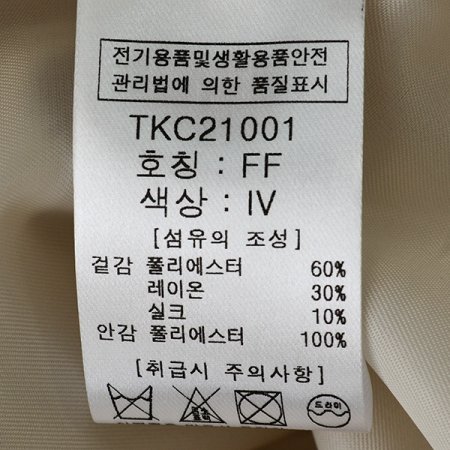 전기용품및생활용품안전
관리법에 의한 품질표시
TKC21001
호칭 : FF
색상 : IV
[섬유의 조성]
겉감 폴리에스터 60%
레이온 30%
실크 10%
안감 폴리에스터 100%
[취급시 주의사항]
드라이